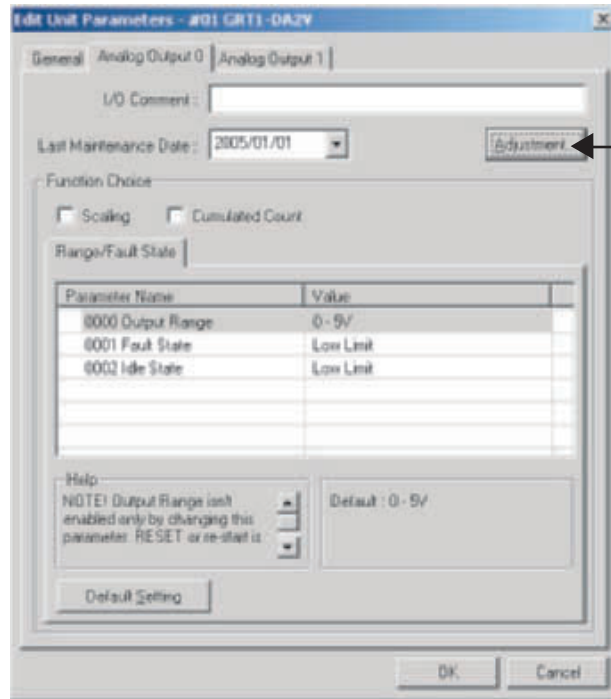 Edit Unit Parameters - #01 GRT1-DA2V
General Analog Output 0 Analog Output 1
I/O Comment :
Last Maintenance Date : 2005/01/01 Adjustment...
Function Choice
Scaling Cumulated Count
Range/Fault State
Parameter Name Value
0000 Output Range 0 - 5V
0001 Fault State Low Limit
0002 Idle State Low Limit
Help
NOTE! Output Range isn't
enabled only by changing this
parameter. RESET or re-start is
Default : 0 - 5V
Default Setting
OK Cancel